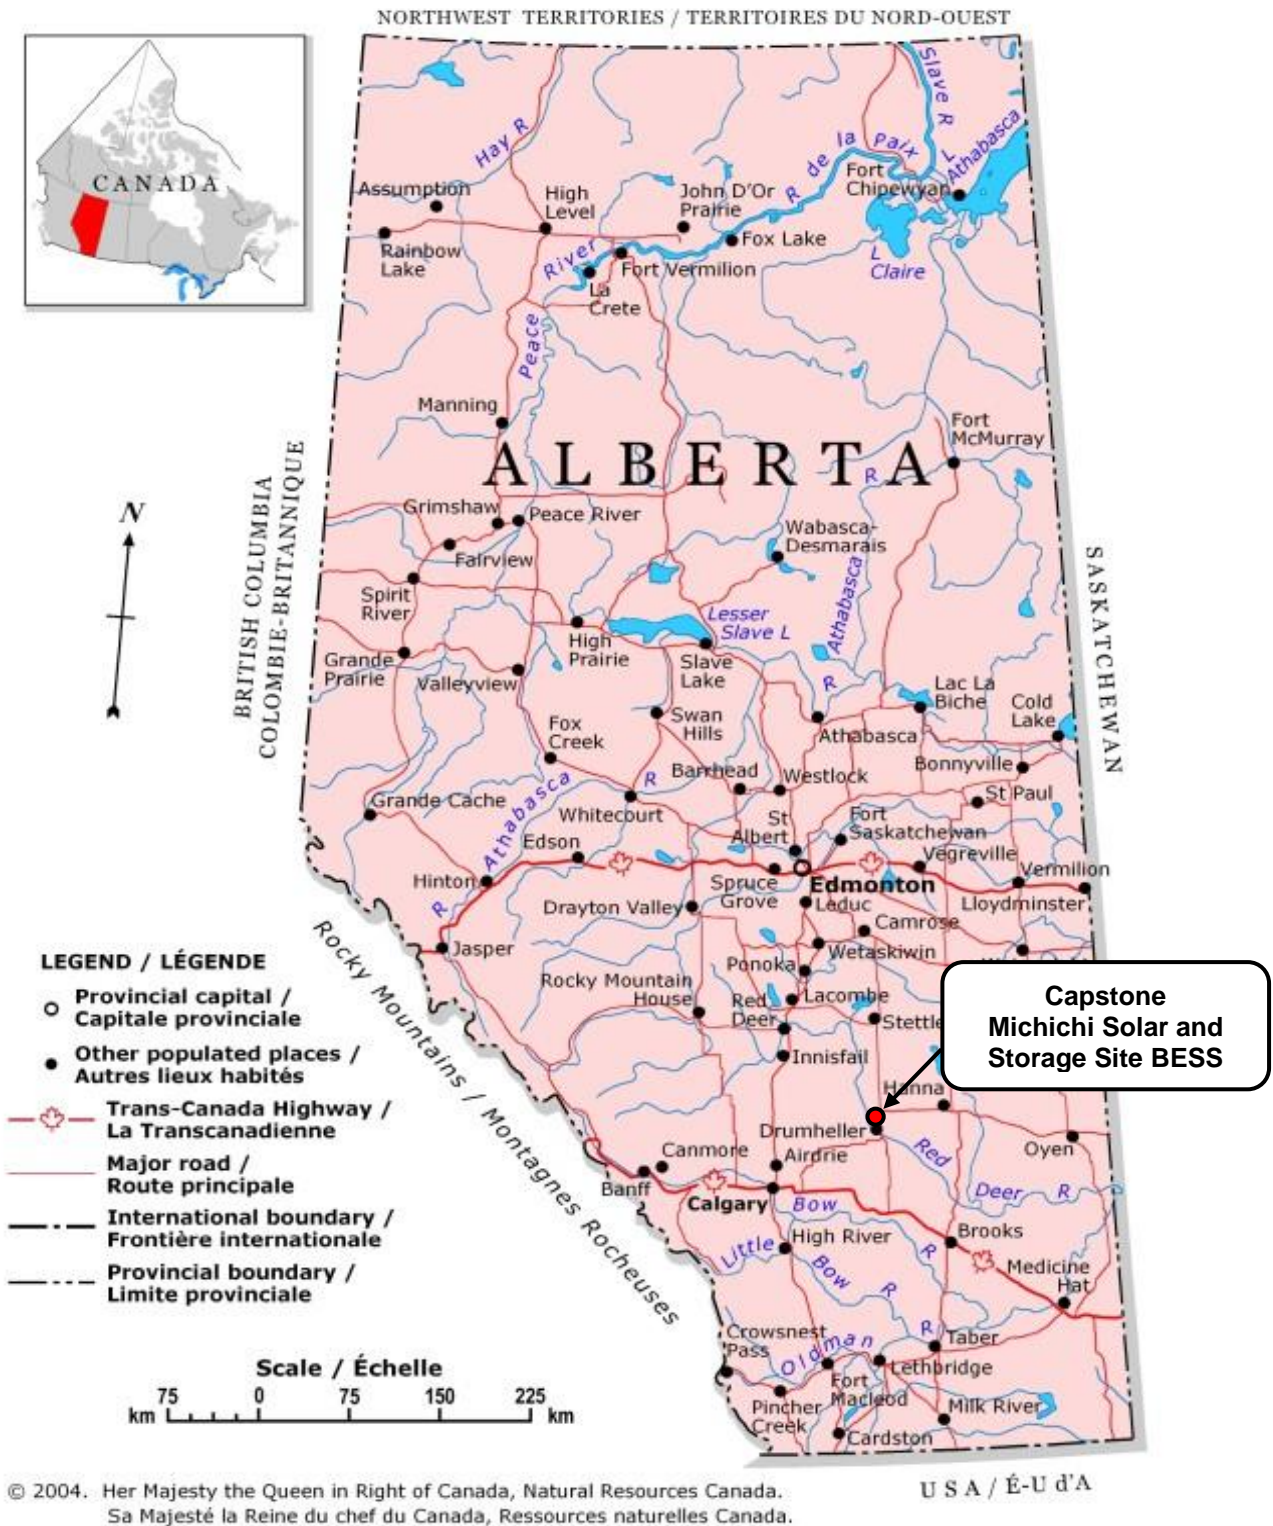 NORTHWEST TERRITORIES / TERRITOIRES DU NORD-OUEST
CANADA
Slave R
Hay R
R de la Paix
L Athabasca
Fort
Chipewyan
Assumption
High
Level
John D'Or
Prairie
Rainbow
Lake
River
Fox Lake
Fort Vermilion
L
Claire
La
Crete
Peace
Manning
Fort
McMurray
ALBERTA
R
BRITISH COLUMBIA
COLOMBIE-BRITANNIQUE
N
Grimshaw
Peace River
Wabasca-
Desmarais
Fairview
SASKATCHEWAN
Spirit
River
Athabasca
Lesser
Slave L
High
Prairie
Grande
Prairie
Valleyview
Slave
Lake
R
Lac La
Biche
Cold
Lake
Fox
Creek
Swan
Hills
Athabasca
Bonnyville
Barrhead
Westlock
Athabasca
R
St Paul
Grande Cache
Whitecourt
St
Albert
Fort
Saskatchewan
Edson
Vegreville
Vermilion
Hinton
Spruce
Grove
Edmonton
Lloydminster
R
Drayton Valley
Leduc
Camrose
Jasper
Wetaskiwin
Ponoka
Rocky Mountain
House
Red
Deer
Lacombe
Stettle
Innisfail
Hanna
Capstone
Michichi Solar and
Storage Site BESS
Rocky Mountains / Montagnes Rocheuses
Drumheller
Airdrie
Canmore
Red
Deer R
Oyen
Banff
Calgary
Bow
R
Brooks
Little
Bow
R
High River
Medicine
Hat
Crowsnest
Pass
Oldman
R
Taber
Lethbridge
Fort
Macleod
Pincher
Creek
Milk River
Cardston
LEGEND / LÉGENDE
Provincial capital /
Capitale provinciale
Other populated places /
Autres lieux habités
Trans-Canada Highway /
La Transcanadienne
Major road /
Route principale
International boundary /
Frontière internationale
Provincial boundary /
Limite provinciale
Scale / Échelle
75 0 75 150 225
km km
USA / É-U d'A
© 2004. Her Majesty the Queen in Right of Canada, Natural Resources Canada.
Sa Majesté la Reine du chef du Canada, Ressources naturelles Canada.